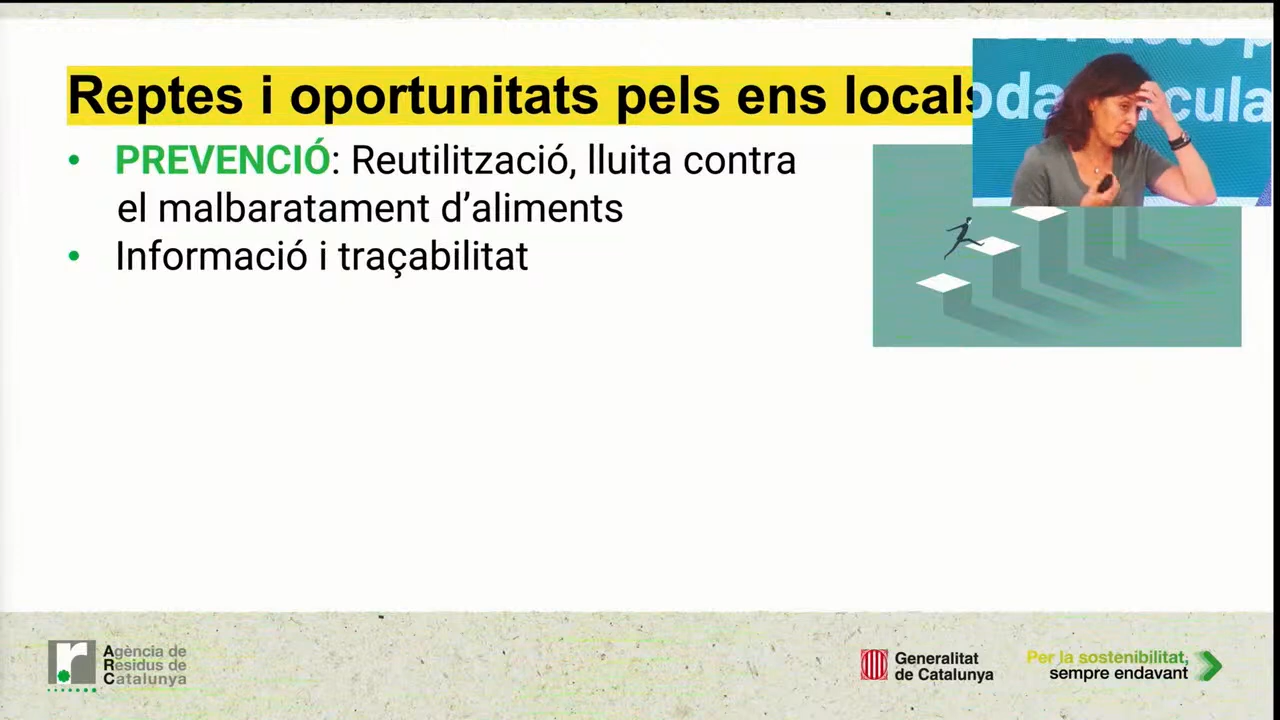 Reptes i oportunitats pels ens locals
• PREVENCIÓ: Reutilització, lluita contra
el malbaratament d’aliments
• Informació i traçabilitat
Agència de
Residus de
Catalunya
Generalitat
de Catalunya
Per la sostenibilitat,
sempre endavant